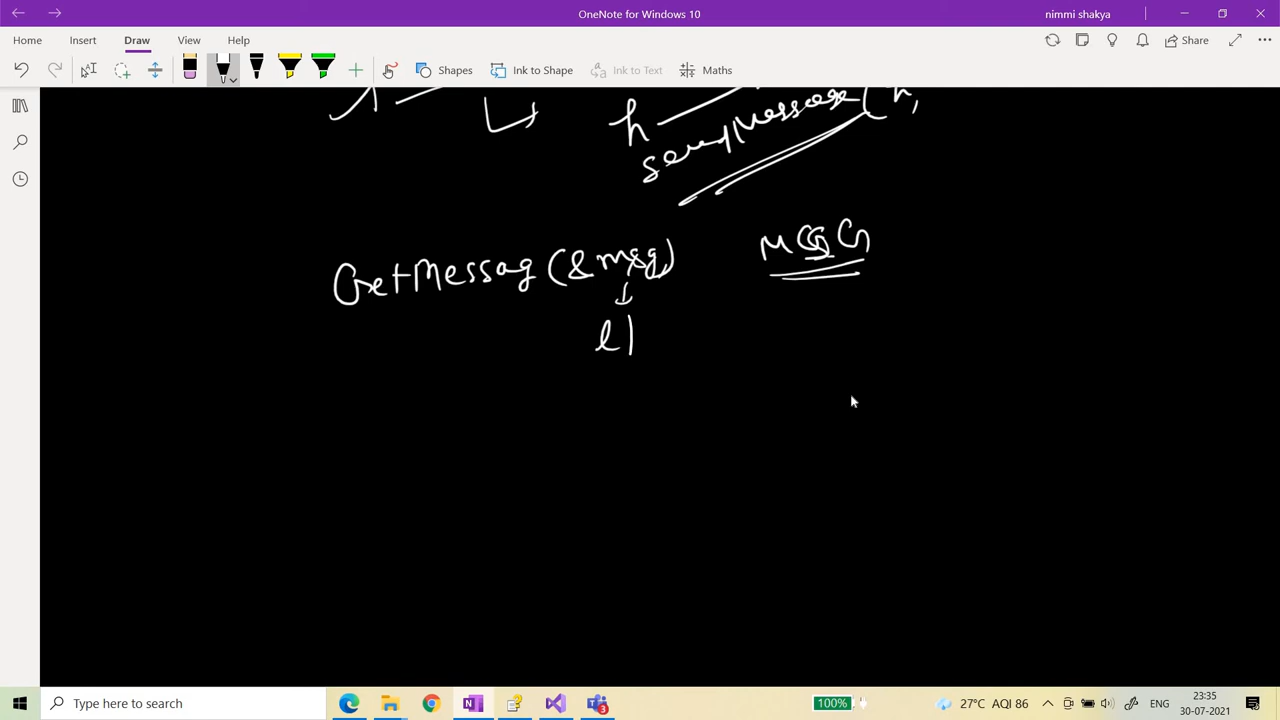 OneNote for Windows 10
nimmi shakya
Home Insert Draw View Help
Share
Shapes
Ink to Shape
Ink to Text
Maths
h
SendMessage( h,
GetMessag(&msg)
MSG
Type here to search
100%
27°C AQI 86
ENG
23:35
30-07-2021
3